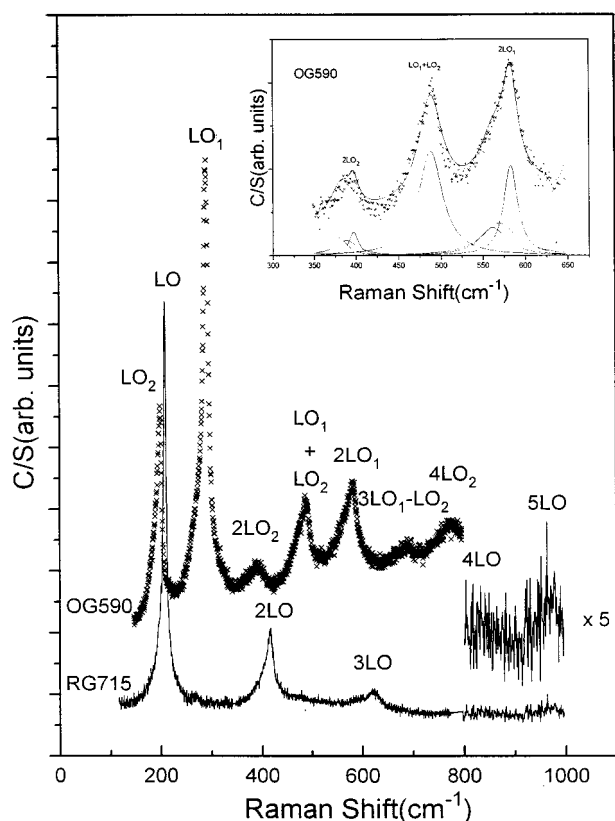 OG590
2LO₂
LO₁+LO₂
2LO₁
C/S(arb. units)
300 350 400 450 500 550 600 650
Raman Shift(cm⁻¹)
LO₁
LO
LO₂
LO₁
+
LO₂
2LO₁
3LO₁-LO₂
4LO₂
2LO₂
5LO
4LO
x 5
OG590
2LO
RG715
3LO
C/S(arb. units)
0 200 400 600 800 1000
Raman Shift(cm⁻¹)